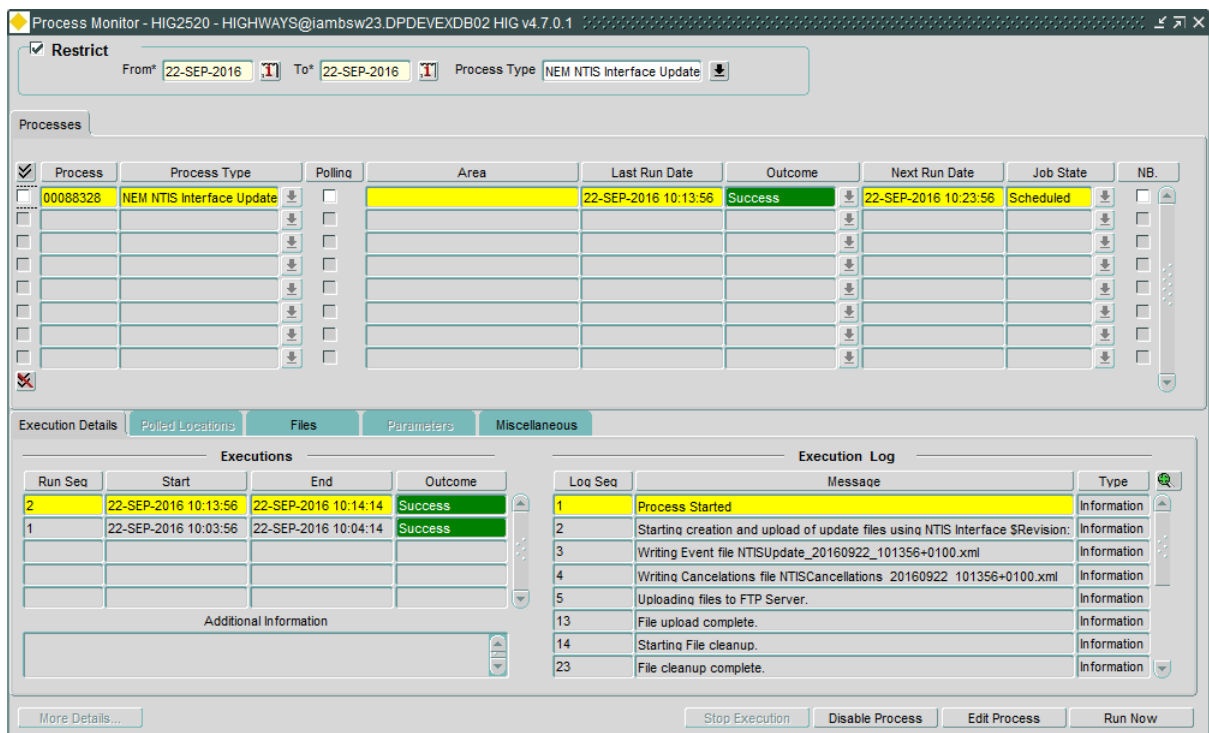 Process Monitor - HIG2520 - HIGHWAYS@iambsw23.DPDEVEXDB02 HIG v4.7.0.1
Restrict
From* 22-SEP-2016 To* 22-SEP-2016 Process Type NEM NTIS Interface Update
Processes
Process Process Type Polling Area Last Run Date Outcome Next Run Date Job State NB.
00088328 NEM NTIS Interface Update 22-SEP-2016 10:13:56 Success 22-SEP-2016 10:23:56 Scheduled
Execution Details Polled Locations Files Parameters Miscellaneous
Executions Execution Log
Run Seq Start End Outcome Log Seq Message Type
2 22-SEP-2016 10:13:56 22-SEP-2016 10:14:14 Success 1 Process Started Information
1 22-SEP-2016 10:03:56 22-SEP-2016 10:04:14 Success 2 Starting creation and upload of update files using NTIS Interface $Revision: Information
3 Writing Event file NTISUpdate_20160922_101356+0100.xml Information
4 Writing Cancelations file NTISCancellations_20160922_101356+0100.xml Information
5 Uploading files to FTP Server. Information
Additional Information 13 File upload complete. Information
14 Starting File cleanup. Information
23 File cleanup complete. Information
More Details... Stop Execution Disable Process Edit Process Run Now